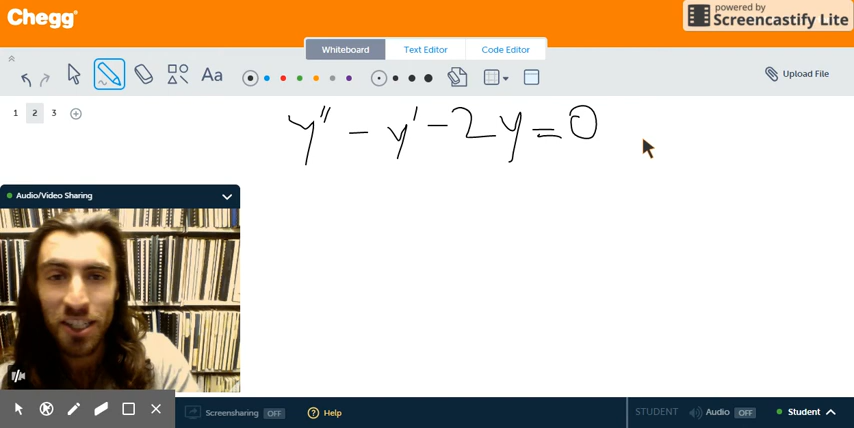 Chegg
powered by
Screencastify Lite
Whiteboard Text Editor Code Editor
Aa
Upload File
1 2 3
y'' - y' - 2y = 0
Audio/Video Sharing
Screensharing OFF
? Help
STUDENT
Audio OFF
Student